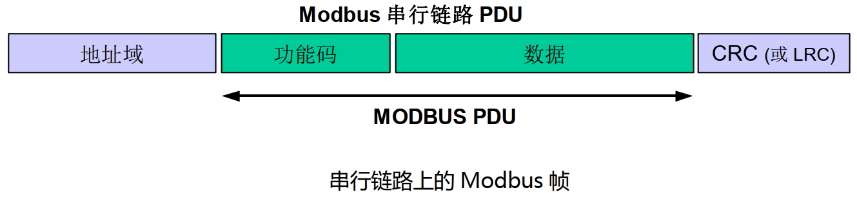 Modbus 串行链路 PDU
地址域 功能码 数据 CRC (或 LRC)
MODBUS PDU
串行链路上的 Modbus 帧